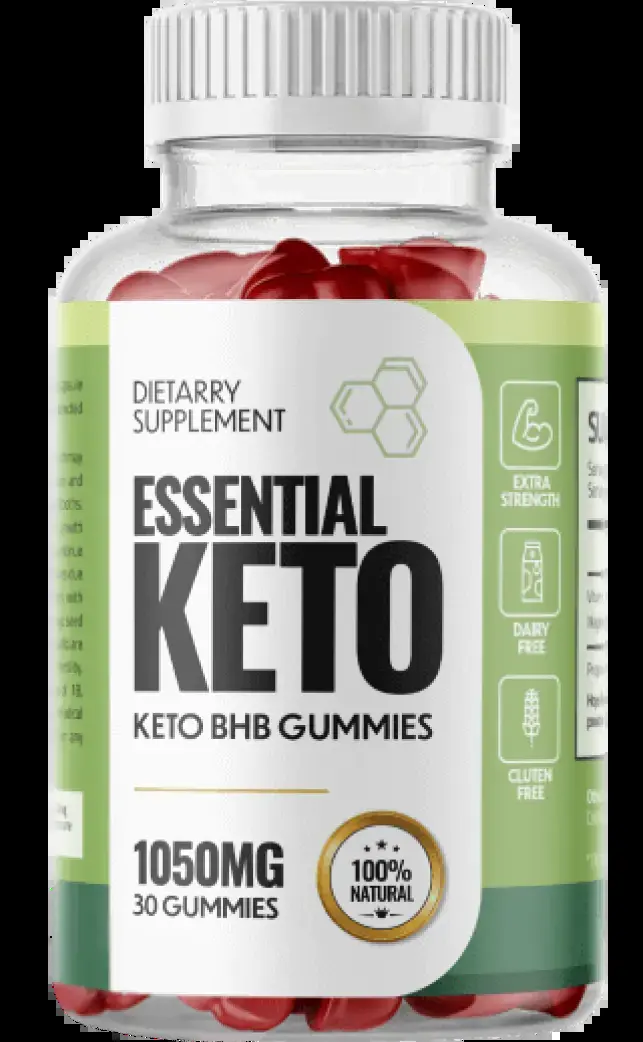 DIETARRY
SUPPLEMENT
ESSENTIAL
KETO
KETO BHB GUMMIES
1050MG
30 GUMMIES
100%
NATURAL
EXTRA
STRENGTH
DAIRY
FREE
GLUTEN
FREE